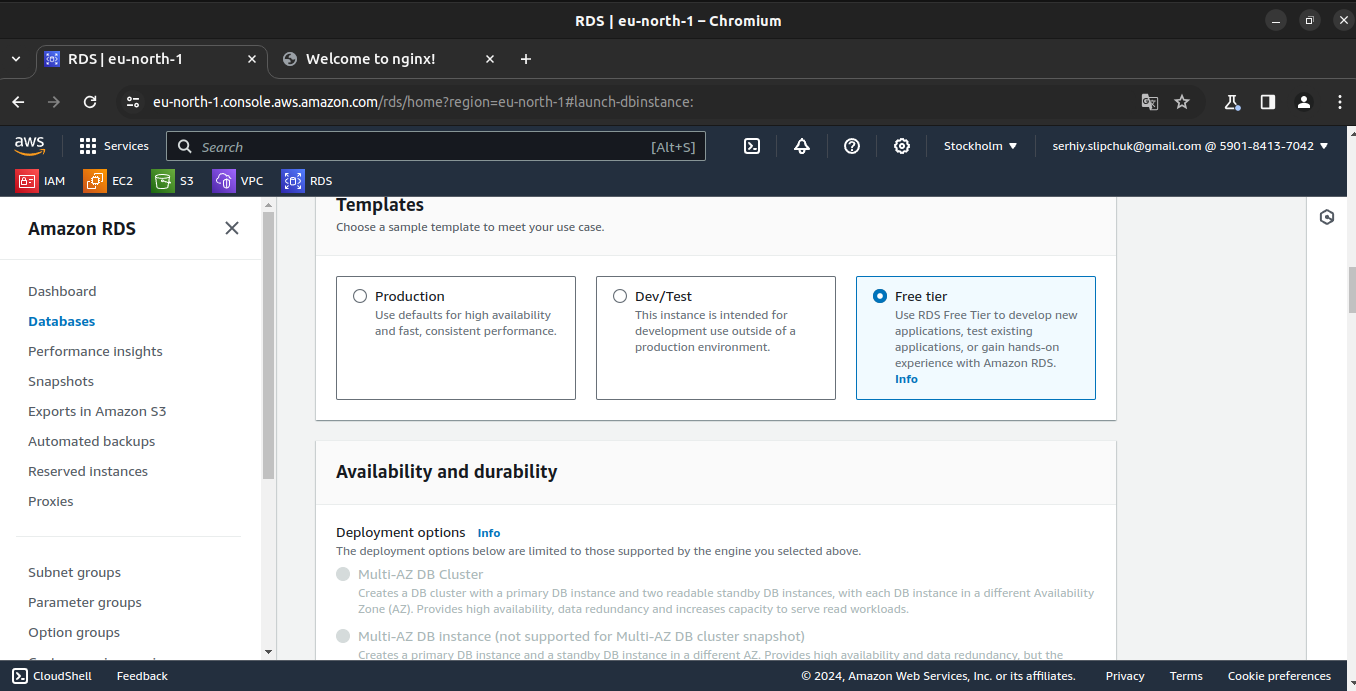 RDS | eu-north-1 – Chromium
RDS | eu-north-1
Welcome to nginx!
eu-north-1.console.aws.amazon.com/rds/home?region=eu-north-1#launch-dbinstance:
aws
Services
Search
[Alt+S]
Stockholm
serhiy.slipchuk@gmail.com @ 5901-8413-7042
IAM
EC2
S3
VPC
RDS
Amazon RDS
Dashboard
Databases
Performance insights
Snapshots
Exports in Amazon S3
Automated backups
Reserved instances
Proxies
Subnet groups
Parameter groups
Option groups
Templates
Choose a sample template to meet your use case.
Production
Use defaults for high availability
and fast, consistent performance.
Dev/Test
This instance is intended for
development use outside of a
production environment.
Free tier
Use RDS Free Tier to develop new
applications, test existing
applications, or gain hands-on
experience with Amazon RDS.
Info
Availability and durability
Deployment options Info
The deployment options below are limited to those supported by the engine you selected above.
Multi-AZ DB Cluster
Creates a DB cluster with a primary DB instance and two readable standby DB instances, with each DB instance in a different Availability
Zone (AZ). Provides high availability, data redundancy and increases capacity to serve read workloads.
Multi-AZ DB instance (not supported for Multi-AZ DB cluster snapshot)
Creates a primary DB instance and a standby DB instance in a different AZ. Provides high availability and data redundancy, but the
CloudShell
Feedback
© 2024, Amazon Web Services, Inc. or its affiliates.
Privacy
Terms
Cookie preferences